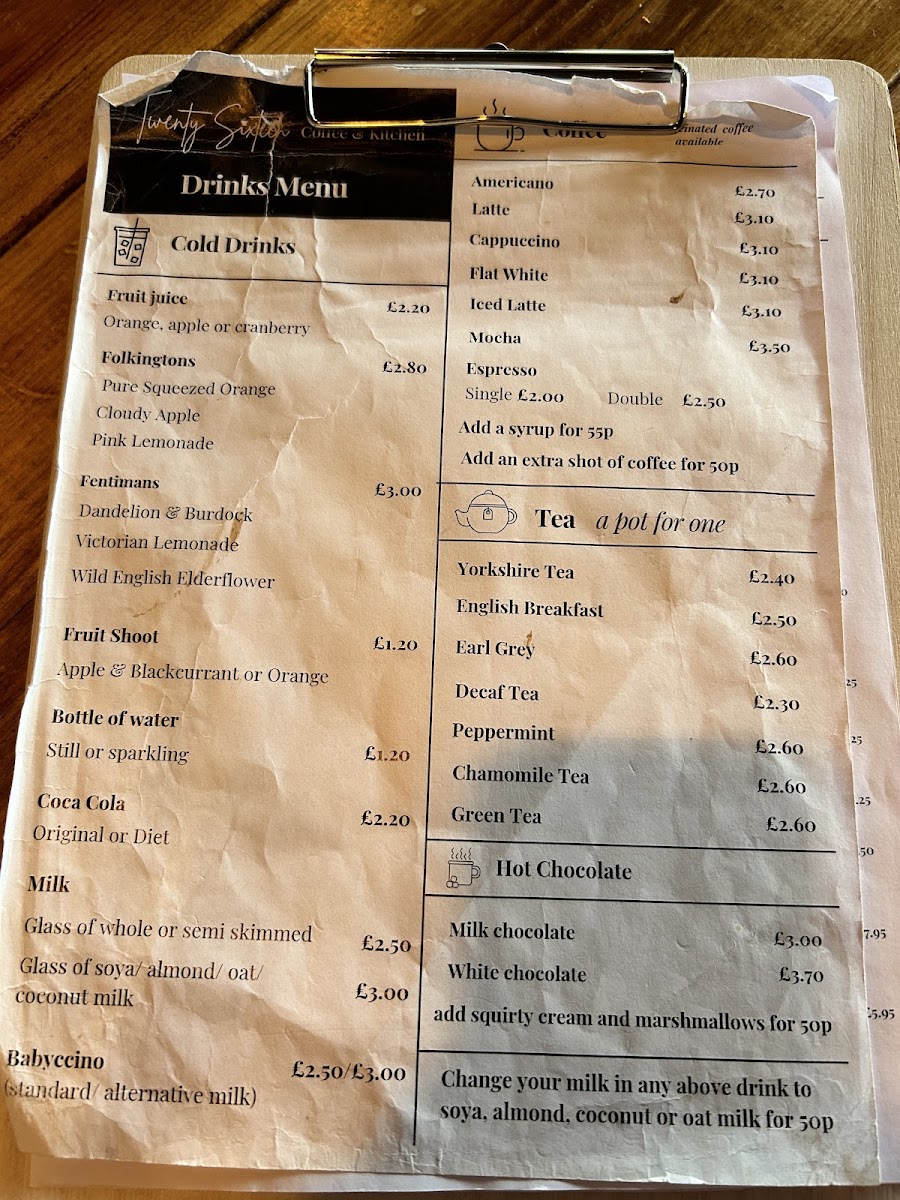 Twenty Sixteen Coffee & Kitchen
Drinks Menu
Cold Drinks
Fruit juice £2.20
Orange, apple or cranberry
Folkingtons £2.80
Pure Squeezed Orange
Cloudy Apple
Pink Lemonade
Fentimans £3.00
Dandelion & Burdock
Victorian Lemonade
Wild English Elderflower
Fruit Shoot £1.20
Apple & Blackcurrant or Orange
Bottle of water
Still or sparkling £1.20
Coca Cola £2.20
Original or Diet
Milk
Glass of whole or semi skimmed £2.50
Glass of soya/ almond/ oat/
coconut milk £3.00
Babyccino £2.50/£3.00
(standard/ alternative milk)
Coffee
coffee
available
Americano £2.70
Latte £3.10
Cappuccino £3.10
Flat White £3.10
Iced Latte £3.10
Mocha £3.50
Espresso
Single £2.00 Double £2.50
Add a syrup for 55p
Add an extra shot of coffee for 50p
Tea a pot for one
Yorkshire Tea £2.40
English Breakfast £2.50
Earl Grey £2.60
Decaf Tea £2.30
Peppermint £2.60
Chamomile Tea £2.60
Green Tea £2.60
Hot Chocolate
Milk chocolate £3.00
White chocolate £3.70
add squirty cream and marshmallows for 50p
Change your milk in any above drink to
soya, almond, coconut or oat milk for 50p
25
25
.25
50
7.95
£5.95